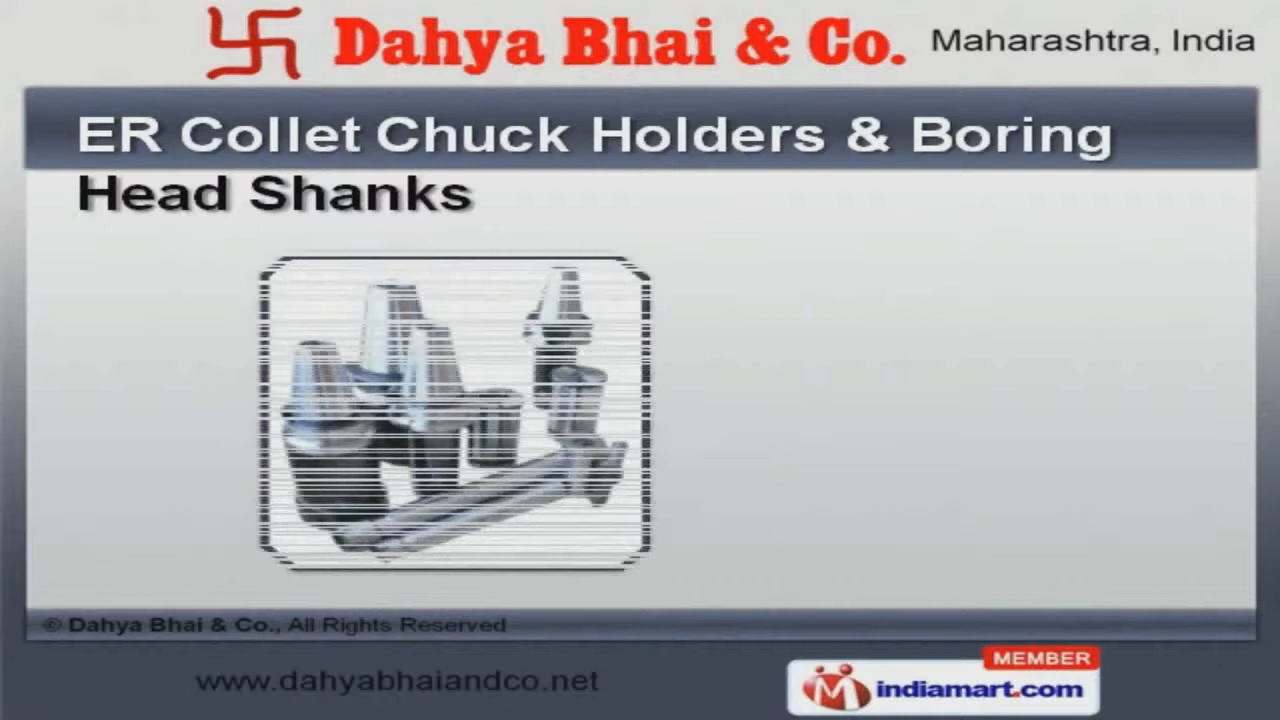 Dahya Bhai & Co. Maharashtra, India
ER Collet Chuck Holders & Boring
Head Shanks
© Dahya Bhai & Co., All Rights Reserved
www.dahyabhaiandco.net
MEMBER
indiamart.com